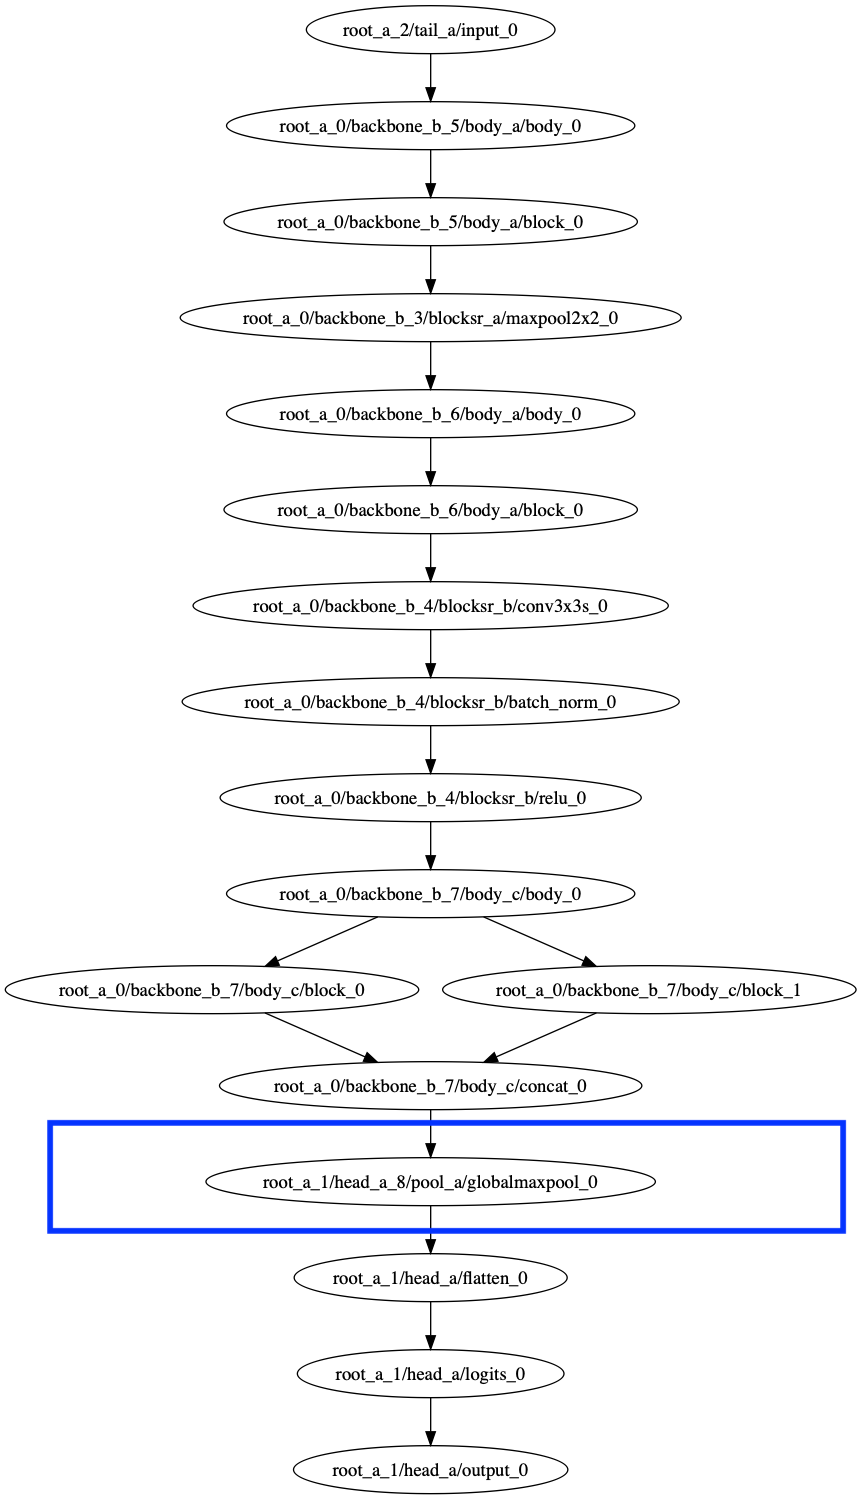 root_a_2/tail_a/input_0
root_a_0/backbone_b_5/body_a/body_0
root_a_0/backbone_b_5/body_a/block_0
root_a_0/backbone_b_3/blocksr_a/maxpool2x2_0
root_a_0/backbone_b_6/body_a/body_0
root_a_0/backbone_b_6/body_a/block_0
root_a_0/backbone_b_4/blocksr_b/conv3x3s_0
root_a_0/backbone_b_4/blocksr_b/batch_norm_0
root_a_0/backbone_b_4/blocksr_b/relu_0
root_a_0/backbone_b_7/body_c/body_0
root_a_0/backbone_b_7/body_c/block_0
root_a_0/backbone_b_7/body_c/block_1
root_a_0/backbone_b_7/body_c/concat_0
root_a_1/head_a_8/pool_a/globalmaxpool_0
root_a_1/head_a/flatten_0
root_a_1/head_a/logits_0
root_a_1/head_a/output_0